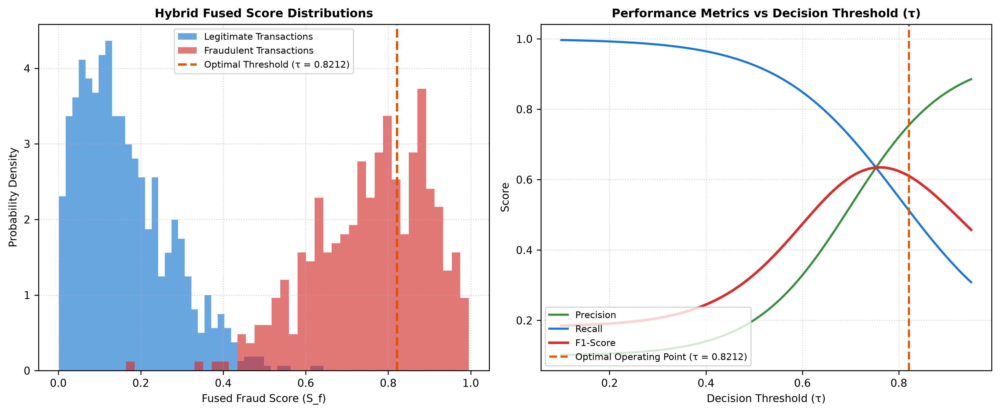 Hybrid Fused Score Distributions
Legitimate Transactions
Fraudulent Transactions
Optimal Threshold (τ = 0.8212)
Probability Density
4
3
2
1
0
0.0 0.2 0.4 0.6 0.8 1.0
Fused Fraud Score (S_f)
Performance Metrics vs Decision Threshold (τ)
Score
1.0
0.8
0.6
0.4
0.2
Precision
Recall
F1-Score
Optimal Operating Point (τ = 0.8212)
0.2 0.4 0.6 0.8
Decision Threshold (τ)